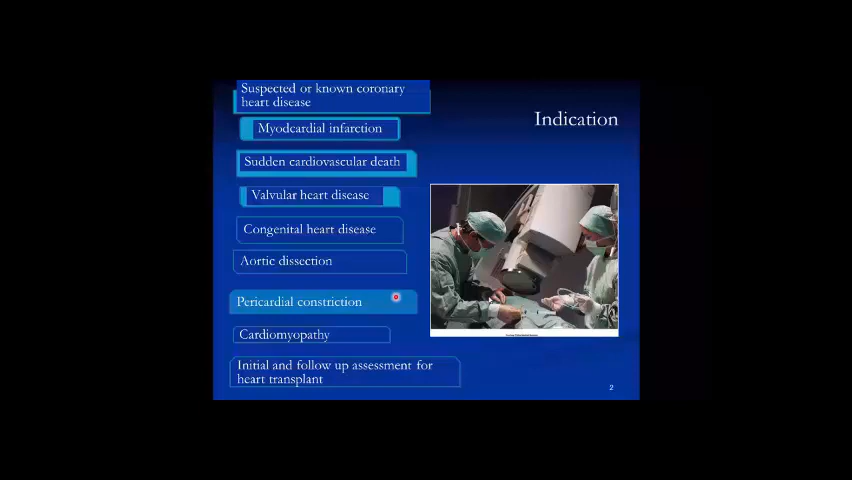 Suspected or known coronary
heart disease
Indication
Myodcardial infarction
Sudden cardiovascular death
Valvular heart disease
Congenital heart disease
Aortic dissection
Pericardial constriction
Cardiomyopathy
Initial and follow up assessment for
heart transplant
2